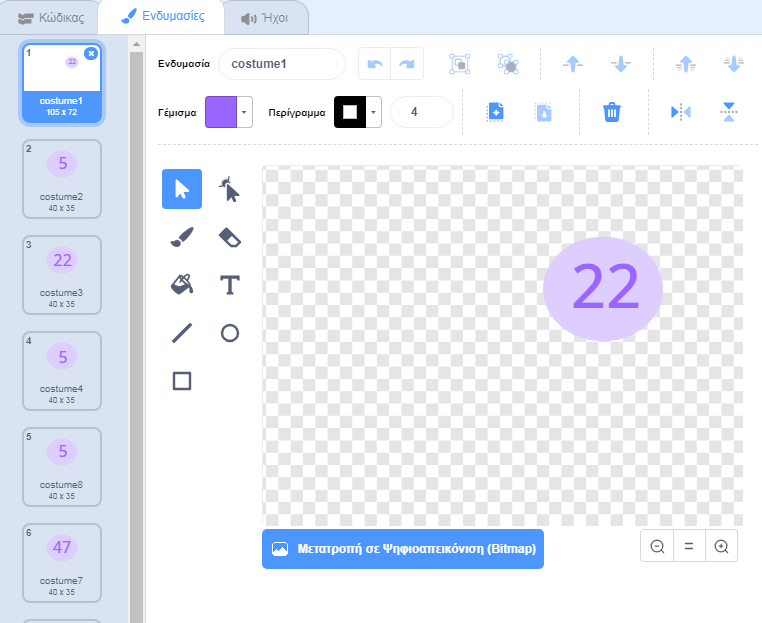 Κώδικας
Ενδυμασίες
Ήχοι
1
22
costume1
105 x 72
2
5
costume2
40 x 35
3
22
costume3
40 x 35
4
5
costume4
40 x 35
5
5
costume6
40 x 35
6
47
costume7
40 x 35
Ενδυμασία
costume1
Γέμισμα
Περίγραμμα
4
T
22
Μετατροπή σε Ψηφιοαπεικόνιση (Bitmap)